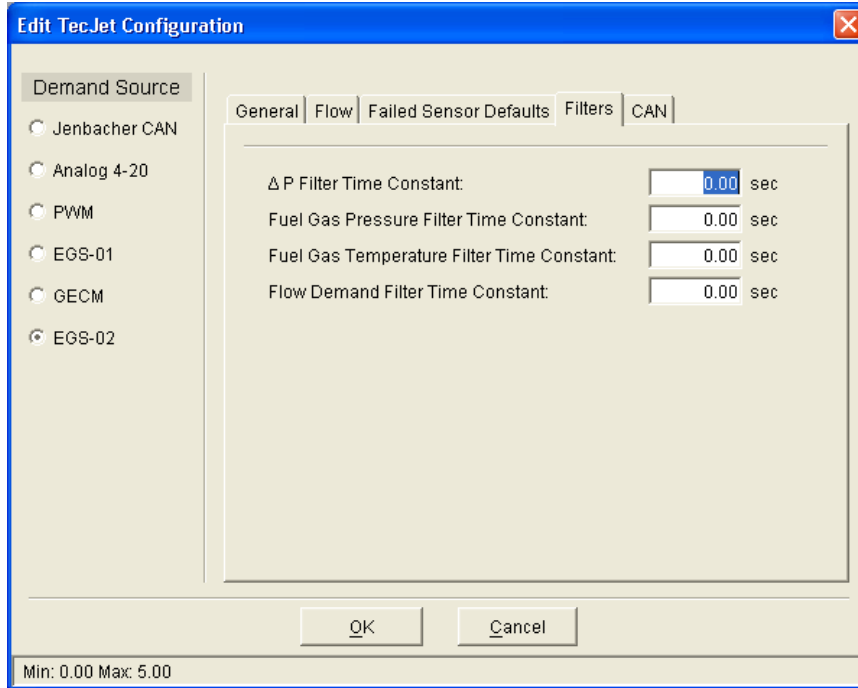 Edit TecJet Configuration
Demand Source
Jenbacher CAN
Analog 4-20
PWM
EGS-01
GECM
EGS-02
General Flow Failed Sensor Defaults Filters CAN
Δ P Filter Time Constant: 0.00 sec
Fuel Gas Pressure Filter Time Constant: 0.00 sec
Fuel Gas Temperature Filter Time Constant: 0.00 sec
Flow Demand Filter Time Constant: 0.00 sec
OK Cancel
Min: 0.00 Max: 5.00